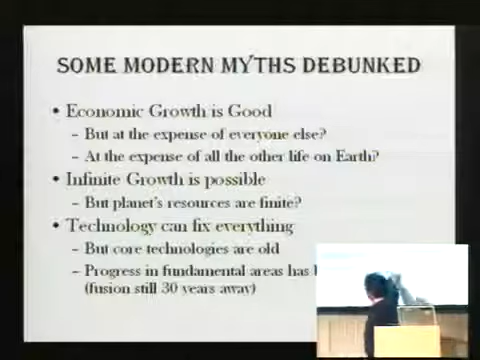 SOME MODERN MYTHS DEBUNKED
• Economic Growth is Good
– But at the expense of everyone else?
– At the expense of all the other life on Earth?
• Infinite Growth is possible
– But planet's resources are finite?
• Technology can fix everything
– But core technologies are old
– Progress in fundamental areas has
(fusion still 30 years away)